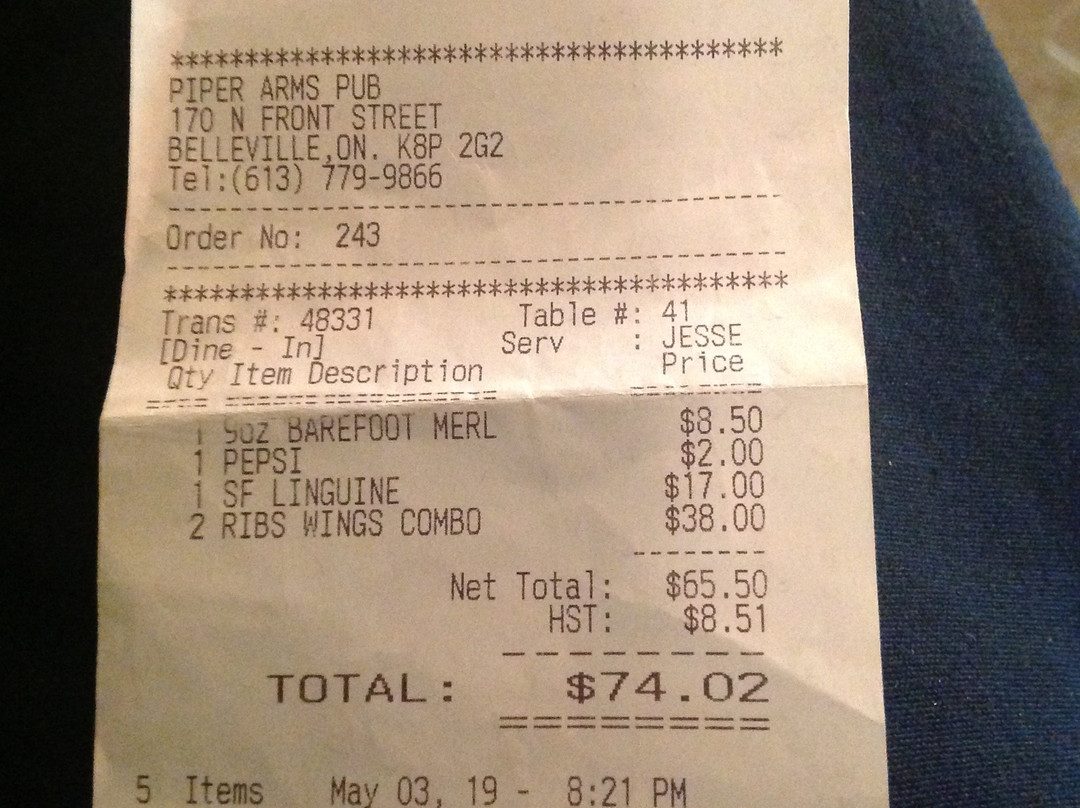 ****************************************
PIPER ARMS PUB
170 N FRONT STREET
BELLEVILLE,ON. K8P 2G2
Tel:(613) 779-9866
----------------------------------------
Order No: 243
----------------------------------------
****************************************
Trans #: 48331 Table #: 41
[Dine - In] Serv : JESSE
Qty Item Description Price
==== ================== ========
1 9oz BAREFOOT MERL $8.50
1 PEPSI $2.00
1 SF LINGUINE $17.00
2 RIBS WINGS COMBO $38.00
--------
Net Total: $65.50
HST: $8.51
--------
TOTAL: $74.02
========
5 Items May 03, 19 - 8:21 PM